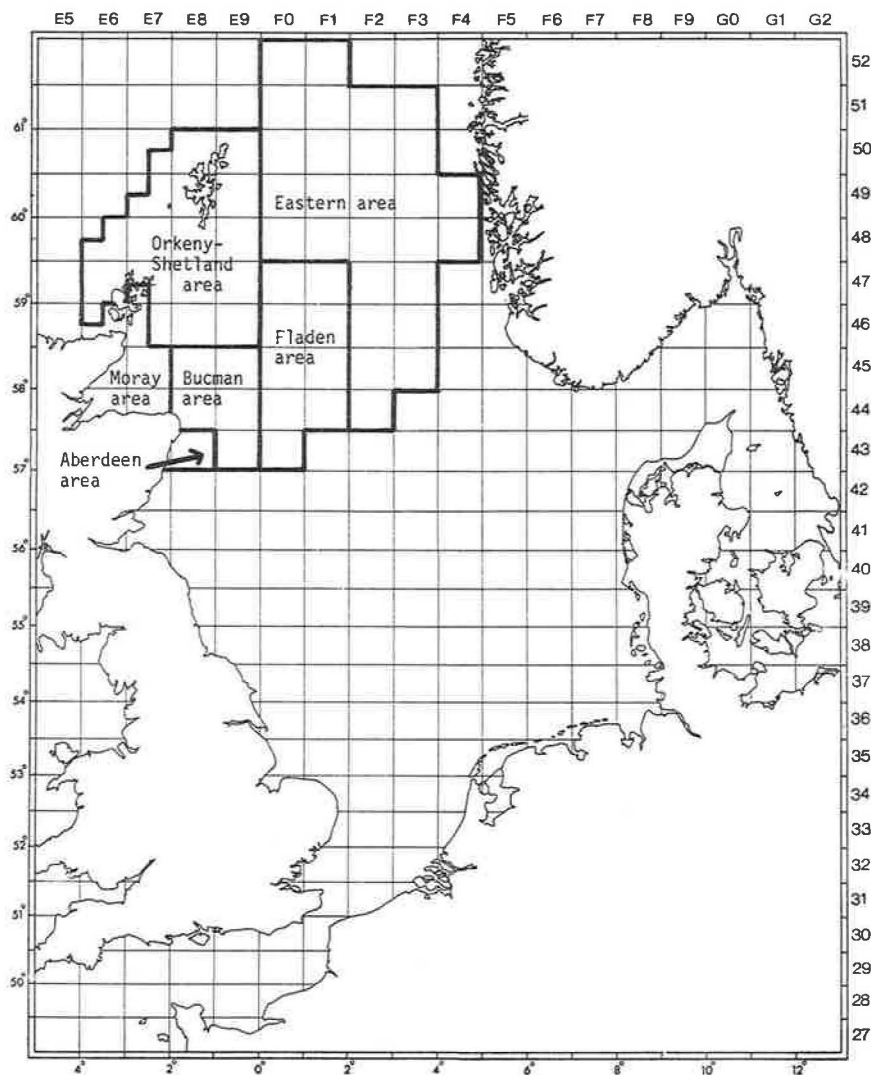 E5 E6 E7 E8 E9 F0 F1 F2 F3 F4 F5 F6 F7 F8 F9 G0 G1 G2
52
51
61°
50
Eastern area
49
60°
48
Orkeny-
Shetland
area
47
59°
46
Fladen
area
Moray
area
Bucman
area
45
58°
44
Aberdeen
area
43
57°
42
41
56°
40
39
55°
38
37
54°
36
35
53°
34
33
52°
32
31
51°
30
29
50°
28
27
4° 2° 0° 2° 4° 6° 8° 10° 12°